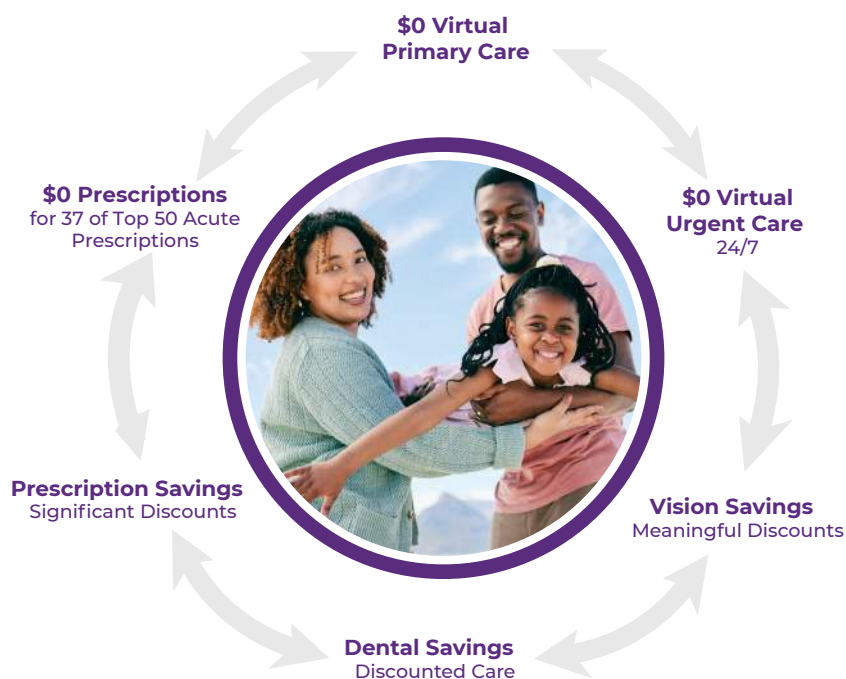 $0 Virtual
Primary Care
$0 Prescriptions
for 37 of Top 50 Acute
Prescriptions
$0 Virtual
Urgent Care
24/7
Prescription Savings
Significant Discounts
Vision Savings
Meaningful Discounts
Dental Savings
Discounted Care